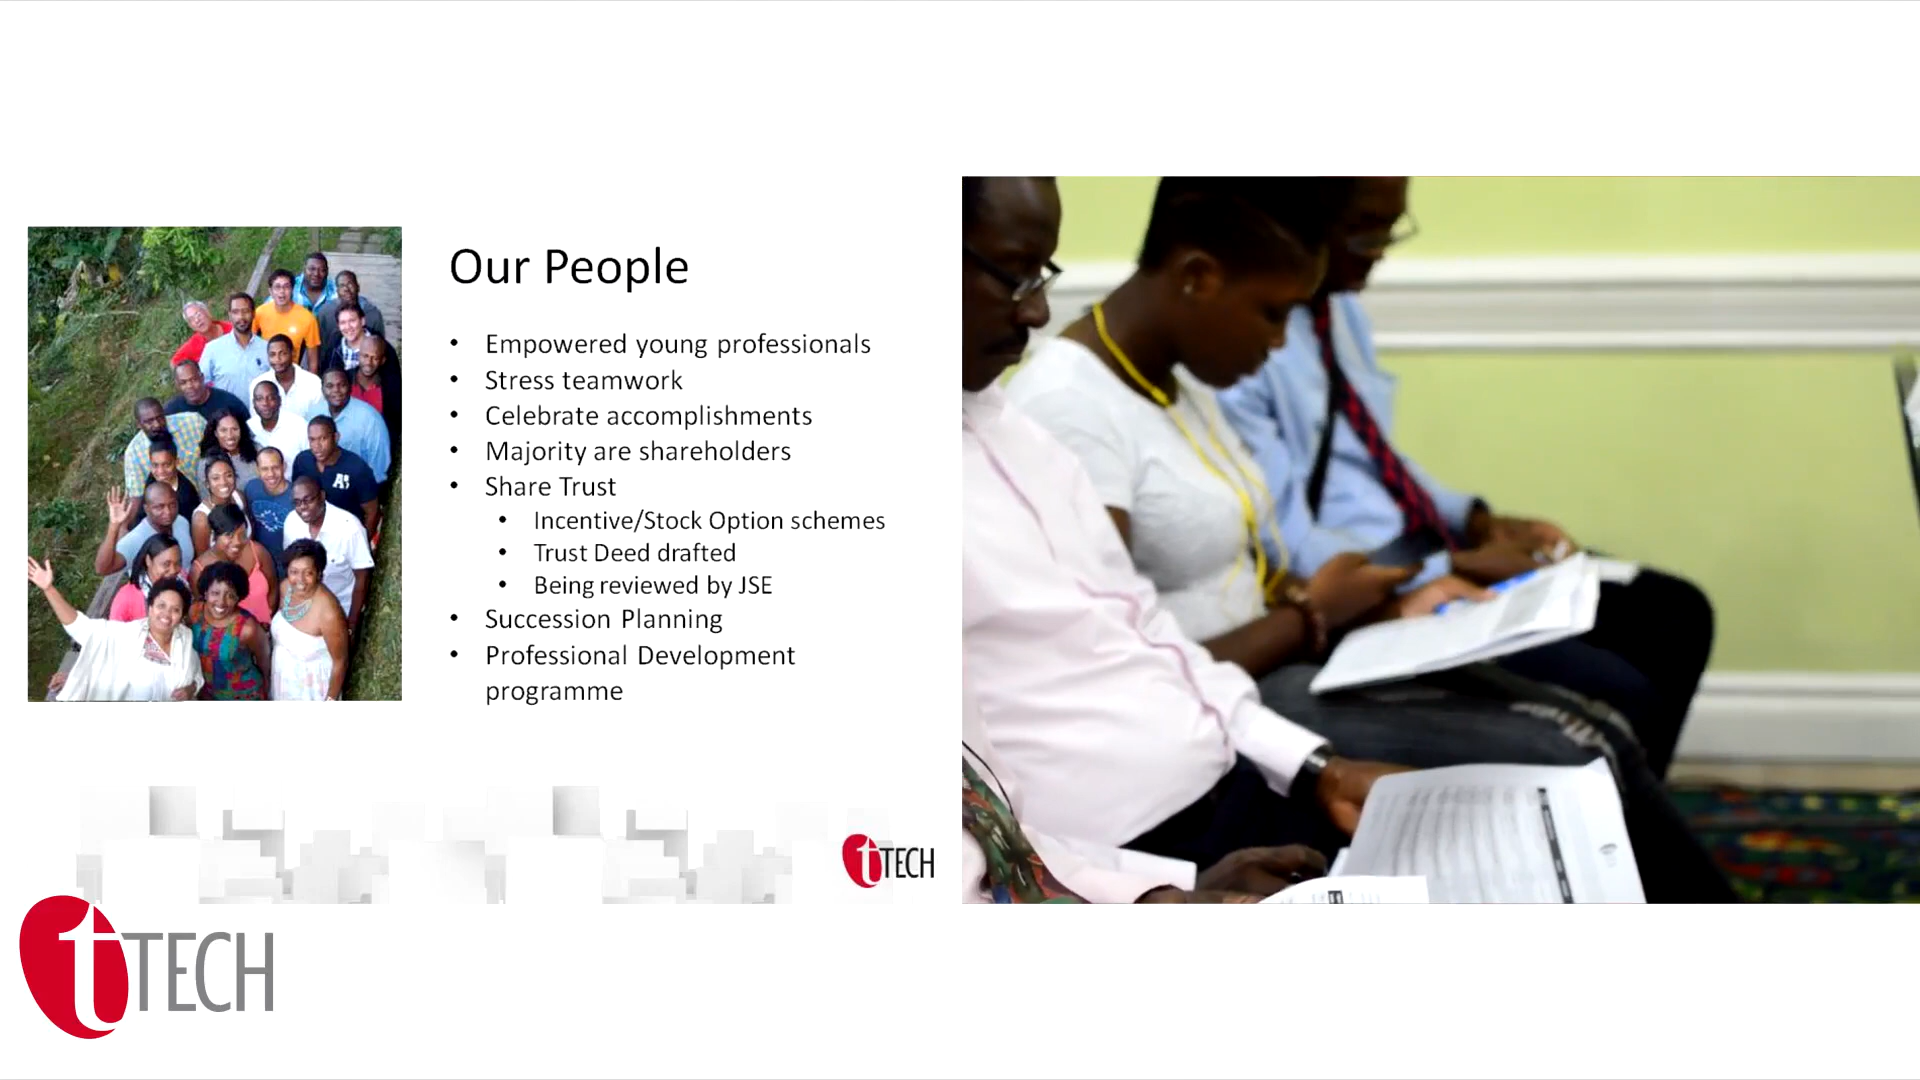 Our People
• Empowered young professionals
• Stress teamwork
• Celebrate accomplishments
• Majority are shareholders
• Share Trust
• Incentive/Stock Option schemes
• Trust Deed drafted
• Being reviewed by JSE
• Succession Planning
• Professional Development
programme
tTECH
tTECH